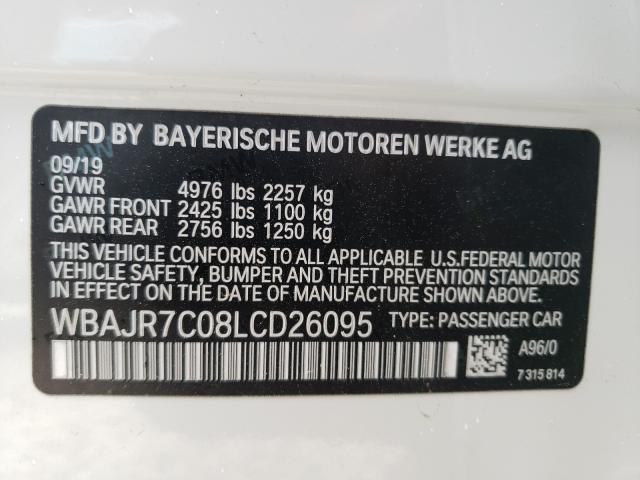 MFD BY BAYERISCHE MOTOREN WERKE AG
09/19
GVWR 4976 lbs 2257 kg
GAWR FRONT 2425 lbs 1100 kg
GAWR REAR 2756 lbs 1250 kg
THIS VEHICLE CONFORMS TO ALL APPLICABLE U.S.FEDERAL MOTOR
VEHICLE SAFETY, BUMPER AND THEFT PREVENTION STANDARDS
IN EFFECT ON THE DATE OF MANUFACTURE SHOWN ABOVE.
WBAJR7C08LCD26095 TYPE: PASSENGER CAR
A96/0
7 315 814